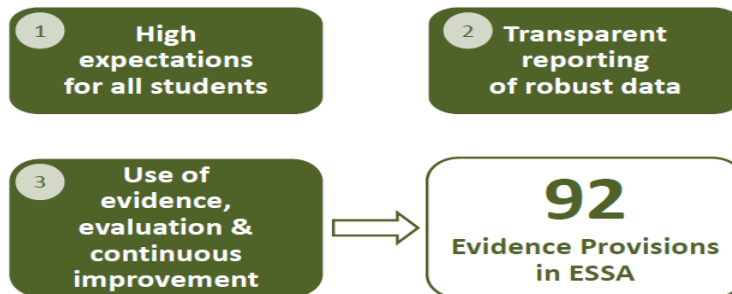 1
High
expectations
for all students
2
Transparent
reporting
of robust data
3
Use of
evidence,
evaluation &
continuous
improvement
92
Evidence Provisions
in ESSA